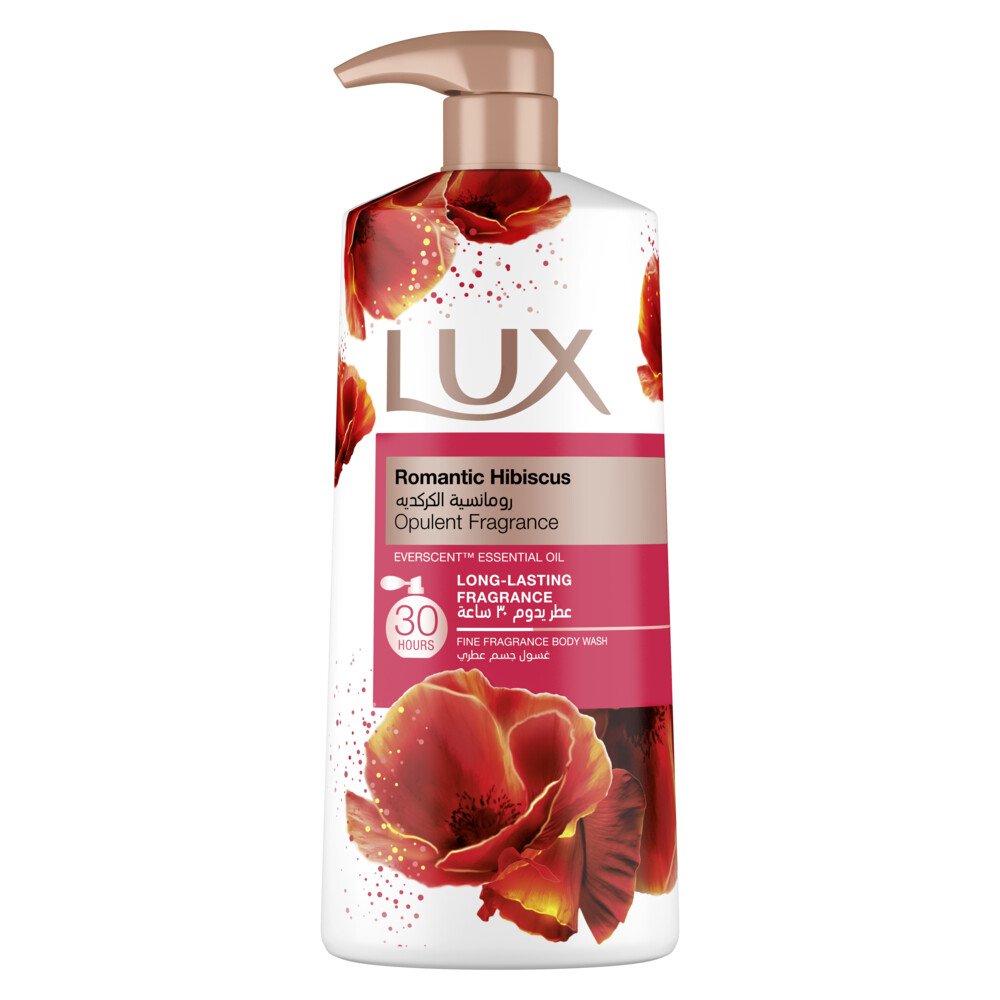 LUX
Romantic Hibiscus
رومانسية الكركديه
Opulent Fragrance
EVERSCENT™ ESSENTIAL OIL
30
HOURS
LONG-LASTING
FRAGRANCE
عطر يدوم ٣٠ ساعة
FINE FRAGRANCE BODY WASH
غسول جسم عطري